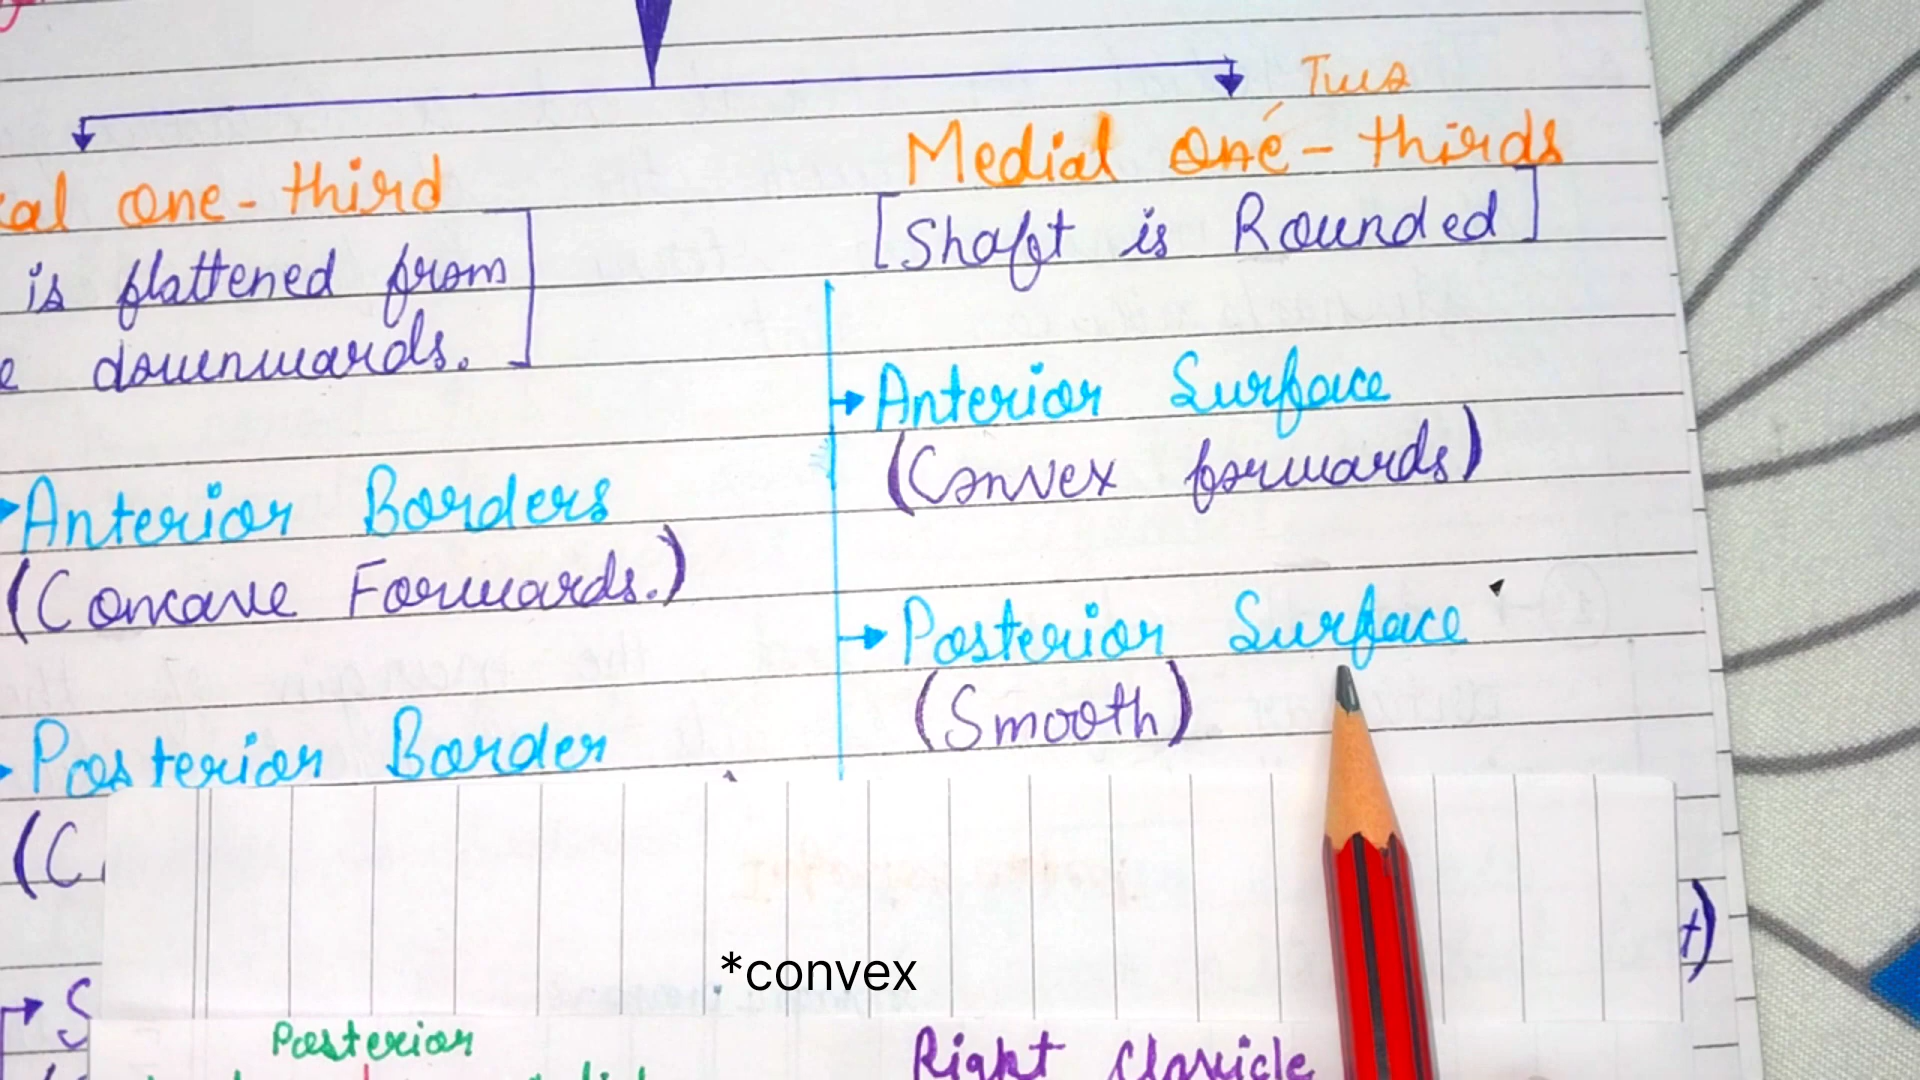 Two
cal one-third
Medial one-thirds
is flattened from
e downwards.
[Shaft is Rounded]
Anterior Surface
(Convex forwards)
Anterior Borders
(Concave Forwards.)
Posterior Surface
(Smooth)
Posterior Border
(C
t)
*convex
S
Posterior
Right Clavicle